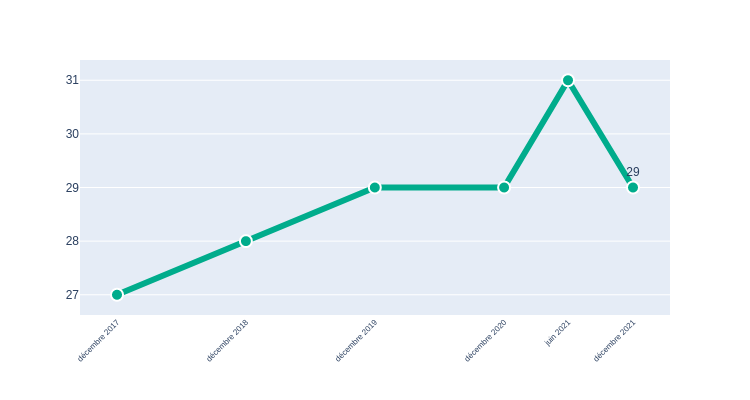 31
30
29
29
28
27
décembre 2017
décembre 2018
décembre 2019
décembre 2020
juin 2021
décembre 2021